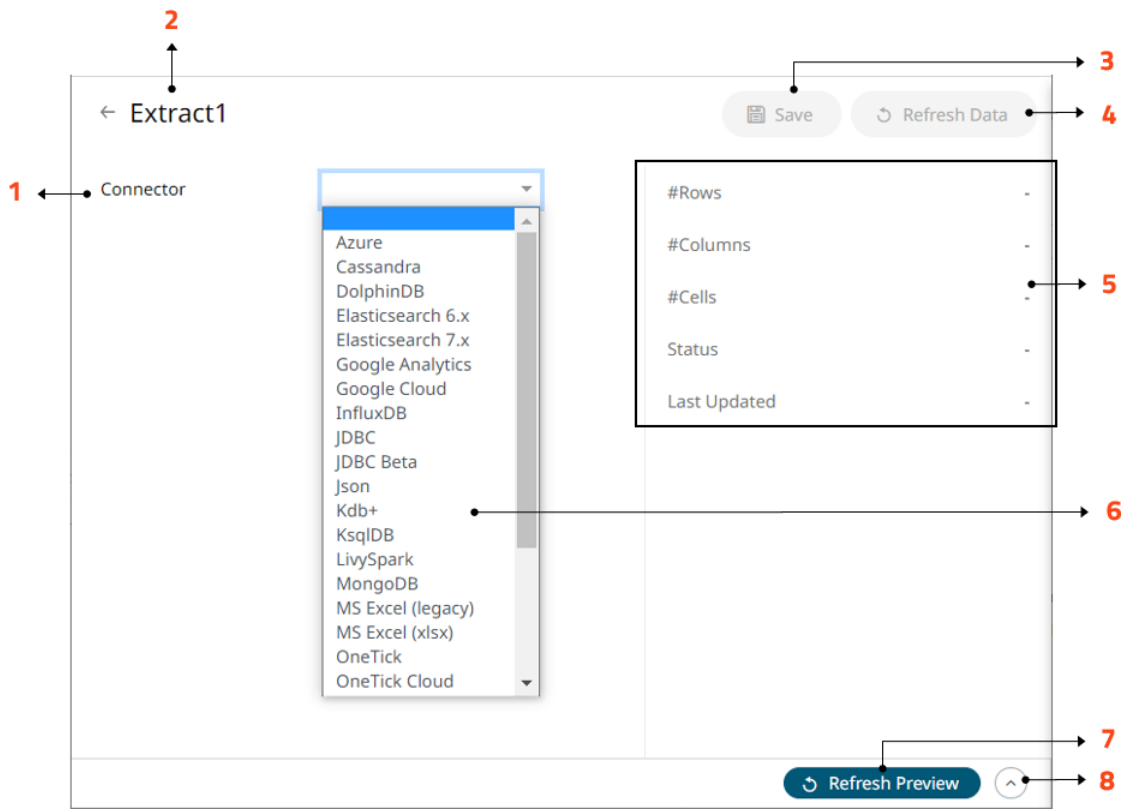 2
3
← Extract1
Save
Refresh Data
4
1
Connector
#Rows -
#Columns -
#Cells -
Status -
Last Updated -
5
Azure
Cassandra
DolphinDB
Elasticsearch 6.x
Elasticsearch 7.x
Google Analytics
Google Cloud
InfluxDB
JDBC
JDBC Beta
Json
Kdb+
KsqlDB
LivySpark
MongoDB
MS Excel (legacy)
MS Excel (xlsx)
OneTick
OneTick Cloud
6
7
Refresh Preview
8